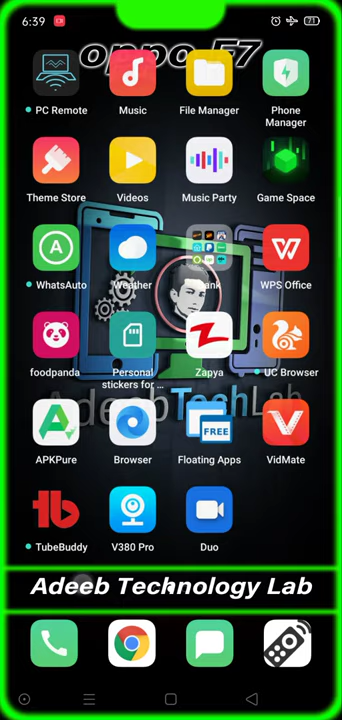 6:39
71
oppo F7
PC Remote
Music
File Manager
Phone
Manager
Theme Store
Videos
Music Party
Game Space
A
WhatsAuto
Weather
Bank
WPS Office
foodpanda
Personal
stickers for ...
Zapya
UC Browser
AdeebTechLab
FREE
APKPure
Browser
Floating Apps
VidMate
TubeBuddy
V380 Pro
Duo
Adeeb Technology Lab